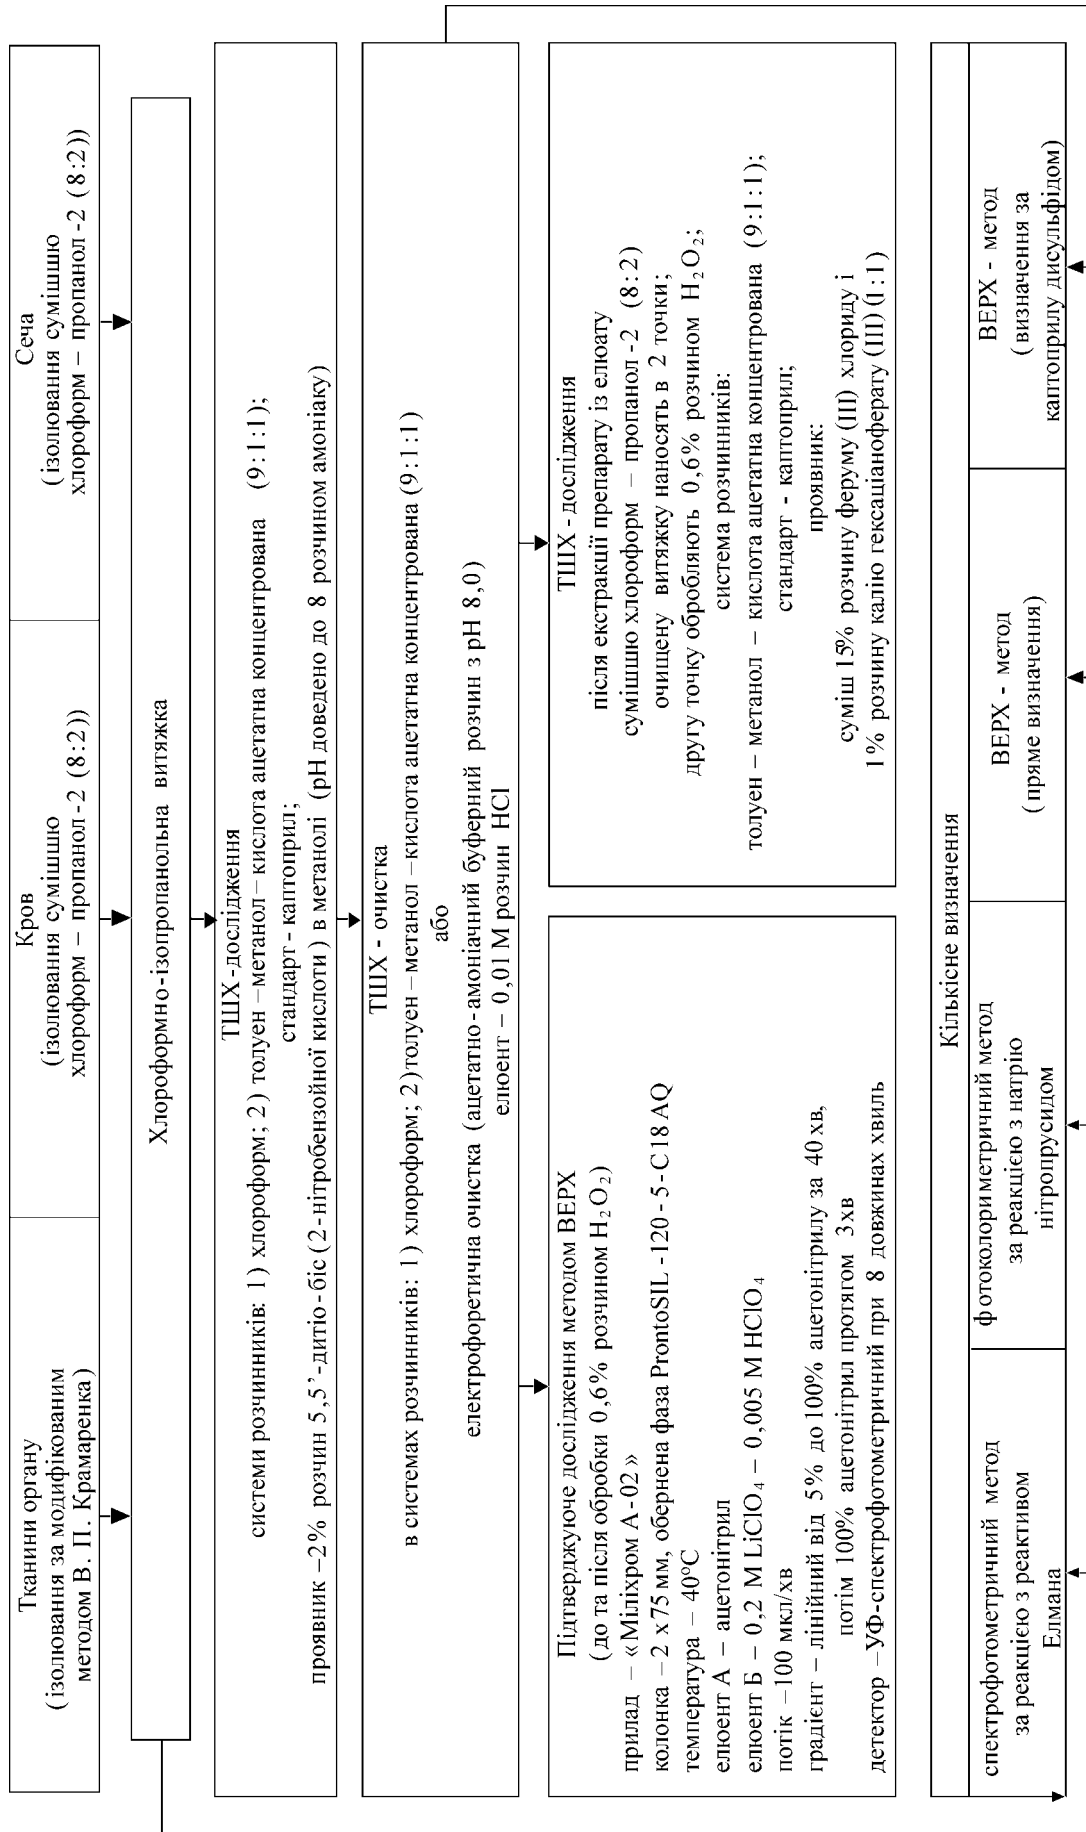 Тканини органу
(ізолювання за модифікованим
методом В. П. Крамаренка)
Кров
(ізолювання сумішшю
хлороформ – пропанол -2 (8:2))
Сеча
(ізолювання сумішшю
хлороформ – пропанол -2 (8:2))
Хлороформно-ізопропанольна витяжка
ТШХ-дослідження
системи розчинників: 1) хлороформ; 2) толуен –метанол –кислота ацетатна концентрована (9:1:1);
стандарт-каптоприл;
проявник –2% розчин 5,5’-дитіо-біс(2-нітробензойної кислоти) в метанолі (рН доведено до 8 розчином амоніаку)
ТШХ - очистка
в системах розчинників: 1) хлороформ; 2)толуен –метанол –кислота ацетатна концентрована (9:1:1)
або
електрофоретична очистка (ацетатно-амоніачний буферний розчин з рН 8,0)
елюент – 0,01 М розчин HCl
Підтверджуюче дослідження методом ВЕРХ
(до та після обробки 0,6% розчином H2O2)
прилад – «Міліхром А-02»
колонка –2 x 75 мм, обернена фаза ProntoSIL -120 - 5 - C18 AQ
температура – 40°С
елюент А – ацетонітрил
елюент Б – 0,2 М LiClO4 – 0,005 М HClO4
потік –100 мкл/хв
градієнт – лінійний від 5% до 100% ацетонітрилу за 40 хв,
потім 100% ацетонітрил протягом 3хв
детектор –УФ-спектрофотометричний при 8 довжинах хвиль
ТШХ - дослідження
після екстракції препарату із елюату
сумішшю хлороформ – пропанол -2 (8:2)
очищену витяжку наносять в 2 точки;
другу точку обробляють 0,6% розчином H2O2;
система розчинників:
толуен – метанол – кислота ацетатна концентрована (9:1:1);
стандарт - каптоприл;
проявник:
суміш 15% розчину феруму (III) хлориду і
1% розчину калію гексаціаноферату (III) (1:1)
Кількісне визначення
спектрофотометричний метод
за реакцією з реактивом
Елмана
фотоколориметричний метод
за реакцією з натрію
нітропрусидом
ВЕРХ - метод
(пряме визначення)
ВЕРХ - метод
(визначення за
каптоприлу дисульфідом)